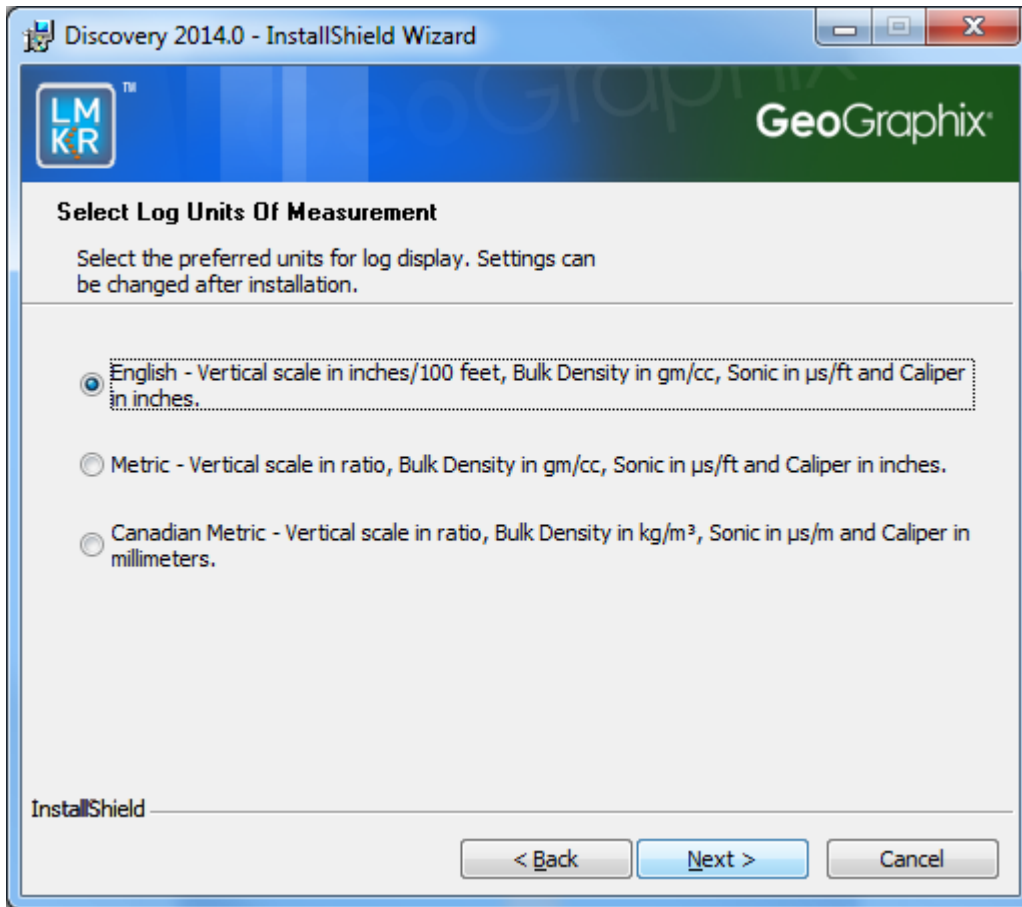 Discovery 2014.0 - InstallShield Wizard
GeoGraphix
LM
KR
TM
GeoGraphix
Select Log Units Of Measurement
Select the preferred units for log display. Settings can
be changed after installation.
English - Vertical scale in inches/100 feet, Bulk Density in gm/cc, Sonic in µs/ft and Caliper
in inches.
Metric - Vertical scale in ratio, Bulk Density in gm/cc, Sonic in µs/ft and Caliper in inches.
Canadian Metric - Vertical scale in ratio, Bulk Density in kg/m³, Sonic in µs/m and Caliper in
millimeters.
InstallShield
< Back
Next >
Cancel